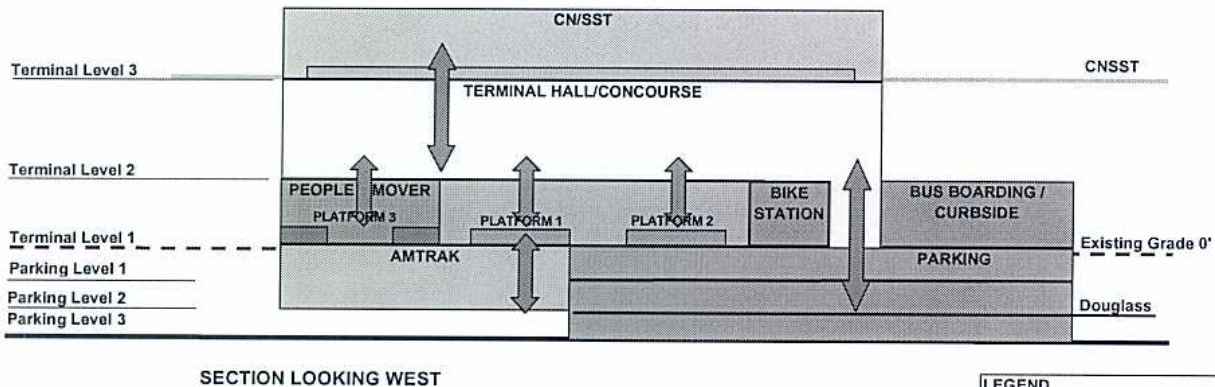 CN/SST
Terminal Level 3
CNSST
TERMINAL HALL/CONCOURSE
Terminal Level 2
PEOPLE MOVER
BIKE
STATION
BUS BOARDING /
CURBSIDE
PLATFORM 3
PLATFORM 1
PLATFORM 2
Terminal Level 1
Existing Grade 0'
AMTRAK
PARKING
Parking Level 1
Parking Level 2
Douglass
Parking Level 3
SECTION LOOKING WEST
LEGEND